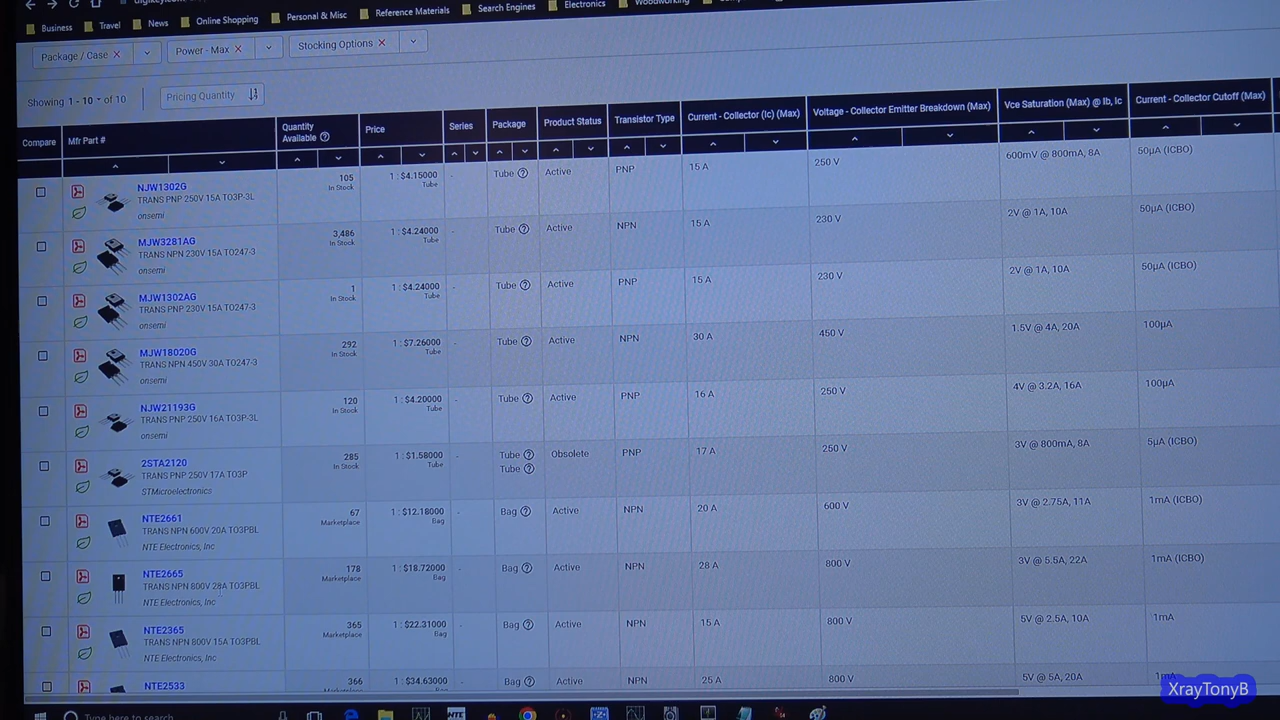 Business Travel News Online Shopping Personal & Misc Reference Materials Search Engines Electronics
Package / Case × Power - Max × Stocking Options ×
Showing 1 - 10 of 10 Pricing Quantity
Compare Mfr Part # Quantity Available Price Series Package Product Status Transistor Type Current - Collector (Ic) (Max) Voltage - Collector Emitter Breakdown (Max) Vce Saturation (Max) @ Ib, Ic Current - Collector Cutoff (Max)
NJW1302G 105 1 : $4.15000 - Tube Active PNP 15 A 250 V 600mV @ 800mA, 8A 50µA (ICBO)
TRANS PNP 250V 15A TO3P-3L In Stock Tube
onsemi
MJW3281AG 3,486 1 : $4.24000 - Tube Active NPN 15 A 230 V 2V @ 1A, 10A 50µA (ICBO)
TRANS NPN 230V 15A TO247-3 In Stock Tube
onsemi
MJW1302AG 1 1 : $4.24000 - Tube Active PNP 15 A 230 V 2V @ 1A, 10A 50µA (ICBO)
TRANS PNP 230V 15A TO247-3 In Stock Tube
onsemi
MJW18020G 292 1 : $7.26000 - Tube Active NPN 30 A 450 V 1.5V @ 4A, 20A 100µA
TRANS NPN 450V 30A TO247-3 In Stock Tube
onsemi
NJW21193G 120 1 : $4.20000 - Tube Active PNP 16 A 250 V 4V @ 3.2A, 16A 100µA
TRANS PNP 250V 16A TO3P-3L In Stock Tube
onsemi
2STA2120 285 1 : $1.58000 - Tube Obsolete PNP 17 A 250 V 3V @ 800mA, 8A 5µA (ICBO)
TRANS PNP 250V 17A TO3P In Stock Tube Tube
STMicroelectronics
NTE2661 67 1 : $12.18000 - Bag Active NPN 20 A 600 V 3V @ 2.75A, 11A 1mA (ICBO)
TRANS NPN 600V 20A TO3PBL Marketplace Bag
NTE Electronics, Inc
NTE2665 178 1 : $18.72000 - Bag Active NPN 28 A 800 V 3V @ 5.5A, 22A 1mA (ICBO)
TRANS NPN 800V 28A TO3PBL Marketplace Bag
NTE Electronics, Inc
NTE2365 365 1 : $22.31000 - Bag Active NPN 15 A 800 V 5V @ 2.5A, 10A 1mA
TRANS NPN 800V 15A TO3PBL Marketplace Bag
NTE Electronics, Inc
NTE2533 366 1 : $34.63000 - Bag Active NPN 25 A 800 V 5V @ 5A, 20A
XrayTonyB
Type here to search